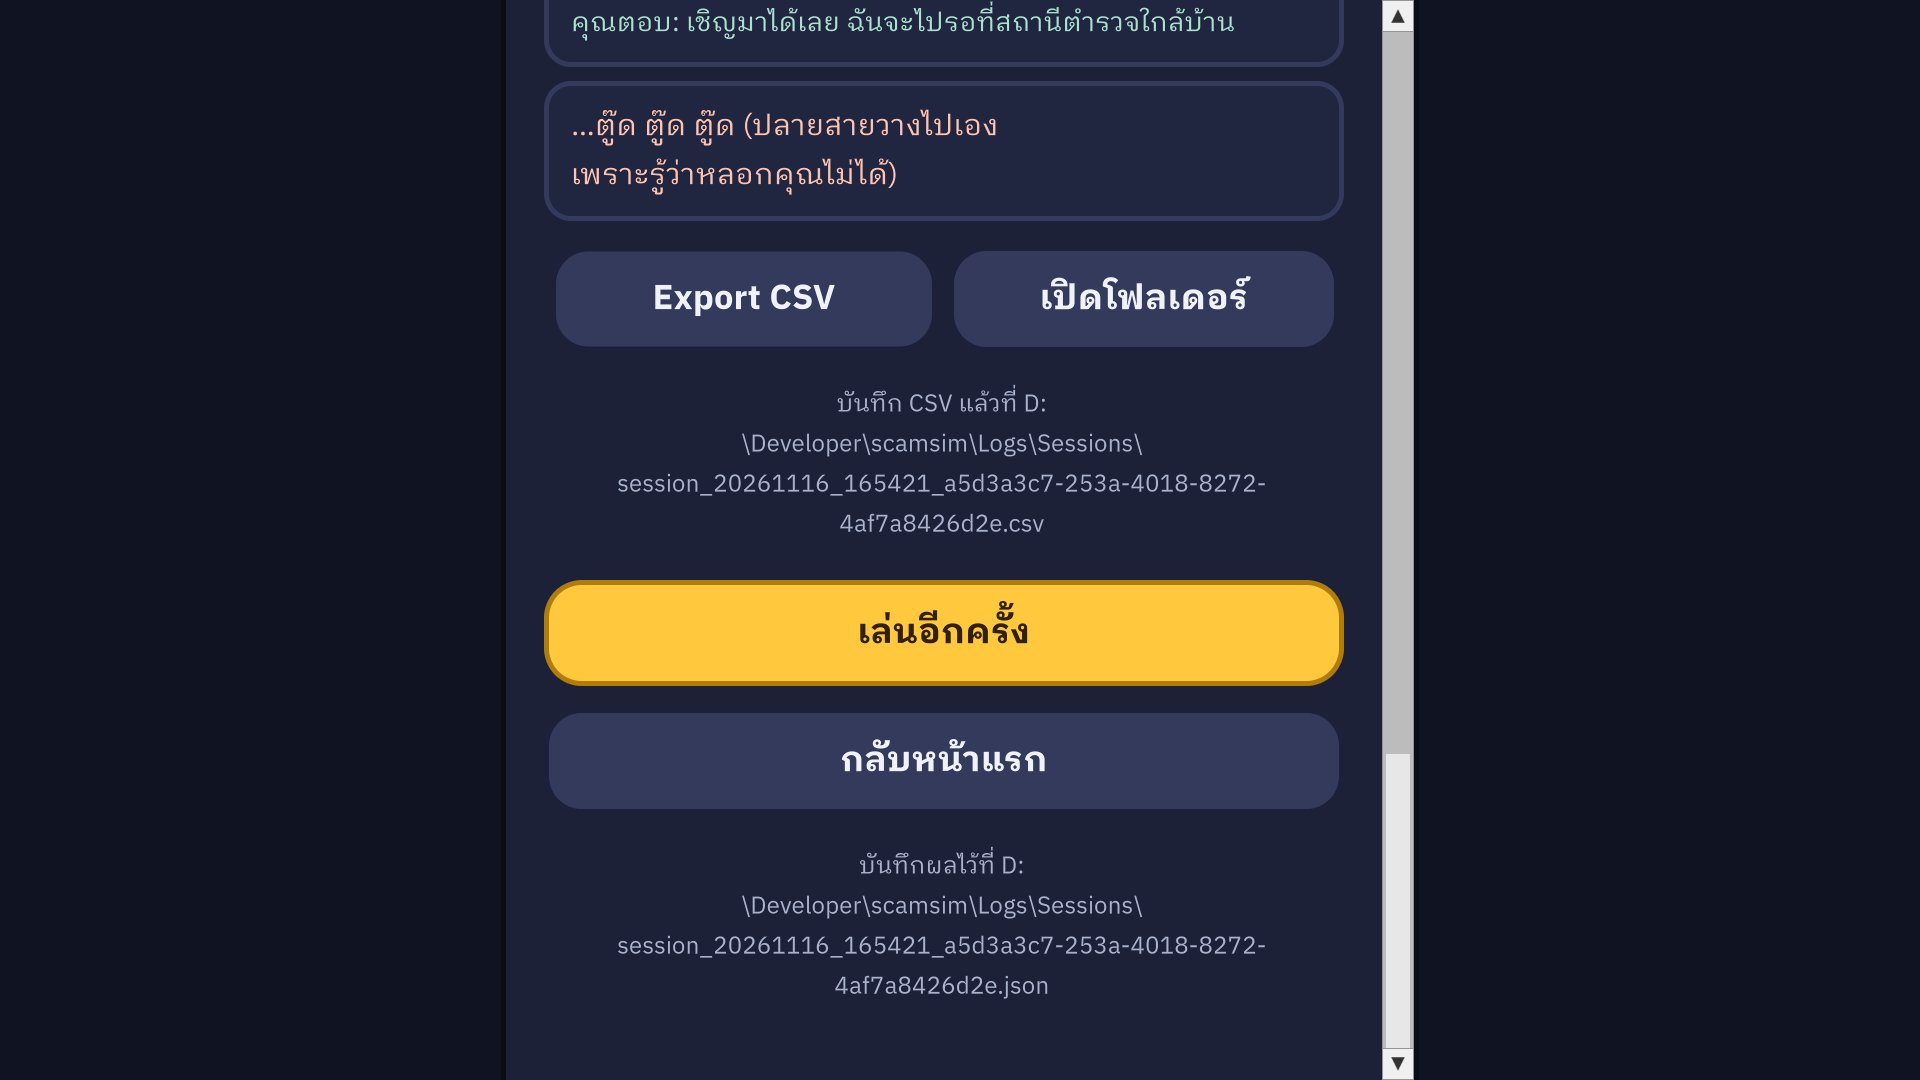 คุณตอบ: เชิญมาได้เลย ฉันจะไปรอที่สถานีตำรวจใกล้บ้าน
...ตู๊ด ตู๊ด ตู๊ด (ปลายสายวางไปเอง
เพราะรู้ว่าหลอกคุณไม่ได้)
Export CSV
เปิดโฟลเดอร์
บันทึก CSV แล้วที่ D:
\Developer\scamsim\Logs\Sessions\
session_20261116_165421_a5d3a3c7-253a-4018-8272-
4af7a8426d2e.csv
เล่นอีกครั้ง
กลับหน้าแรก
บันทึกผลไว้ที่ D:
\Developer\scamsim\Logs\Sessions\
session_20261116_165421_a5d3a3c7-253a-4018-8272-
4af7a8426d2e.json